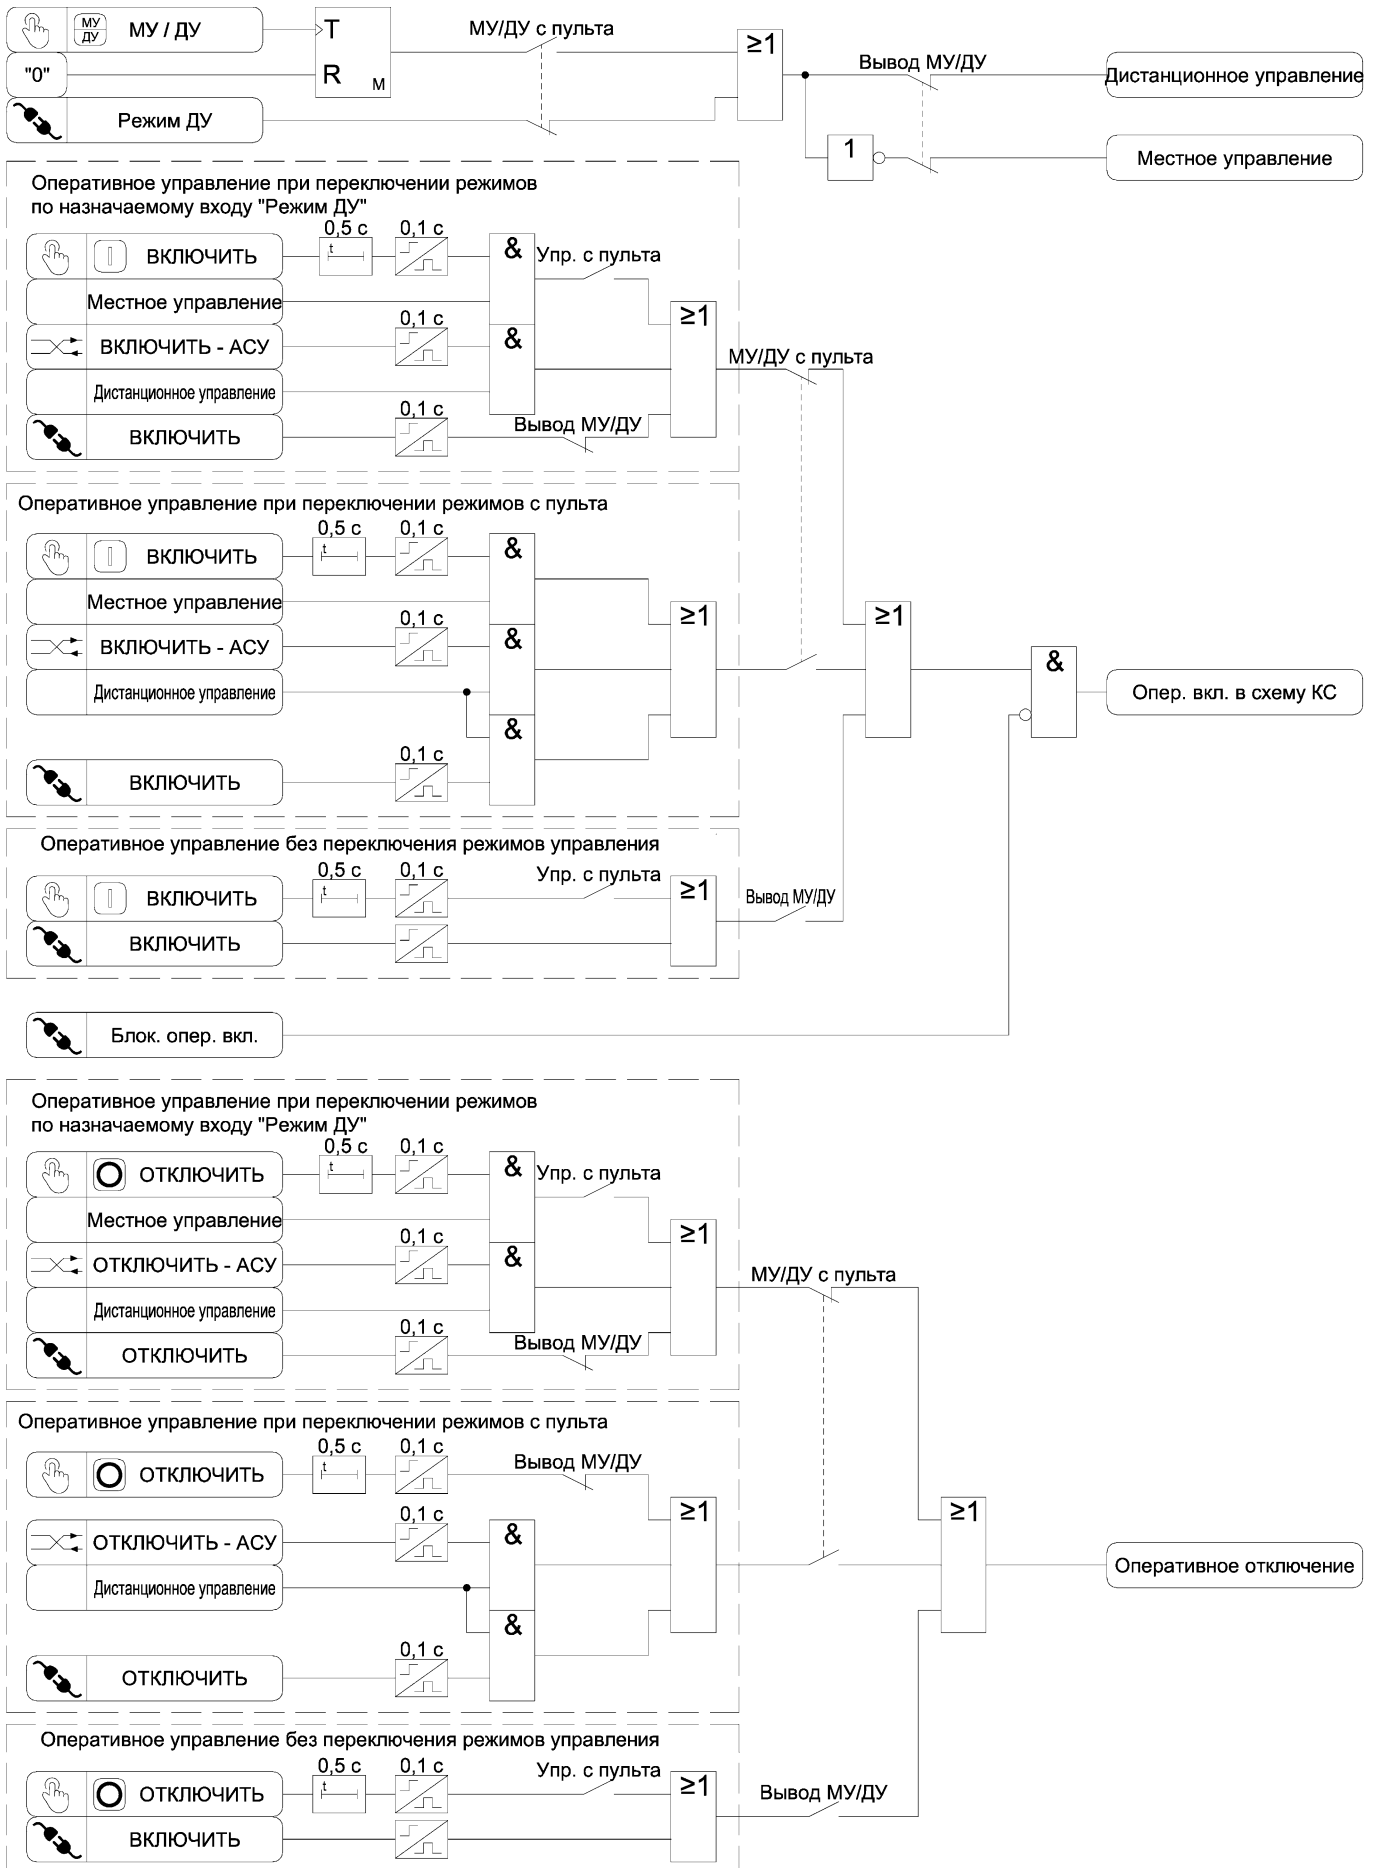 МУ
ДУ
МУ / ДУ
T
МУ/ДУ с пульта
≥1
"0"
R
M
Вывод МУ/ДУ
Дистанционное управление
Режим ДУ
1
Местное управление
Оперативное управление при переключении режимов
по назначаемому входу "Режим ДУ"
0,5 с
0,1 с
t
ВКЛЮЧИТЬ
&
Упр. с пульта
Местное управление
≥1
0,1 с
ВКЛЮЧИТЬ - АСУ
&
МУ/ДУ с пульта
Дистанционное управление
0,1 с
ВКЛЮЧИТЬ
Вывод МУ/ДУ
Оперативное управление при переключении режимов с пульта
0,5 с
0,1 с
t
ВКЛЮЧИТЬ
&
Местное управление
≥1
≥1
0,1 с
ВКЛЮЧИТЬ - АСУ
&
&
Дистанционное управление
Опер. вкл. в схему КС
&
0,1 с
ВКЛЮЧИТЬ
Оперативное управление без переключения режимов управления
0,5 с
0,1 с
Упр. с пульта
t
ВКЛЮЧИТЬ
≥1
Вывод МУ/ДУ
ВКЛЮЧИТЬ
Блок. опер. вкл.
Оперативное управление при переключении режимов
по назначаемому входу "Режим ДУ"
0,5 с
0,1 с
t
ОТКЛЮЧИТЬ
&
Упр. с пульта
Местное управление
≥1
0,1 с
ОТКЛЮЧИТЬ - АСУ
&
МУ/ДУ с пульта
Дистанционное управление
0,1 с
ОТКЛЮЧИТЬ
Вывод МУ/ДУ
Оперативное управление при переключении режимов с пульта
0,5 с
0,1 с
t
ОТКЛЮЧИТЬ
Вывод МУ/ДУ
≥1
≥1
0,1 с
ОТКЛЮЧИТЬ - АСУ
&
Оперативное отключение
Дистанционное управление
&
0,1 с
ОТКЛЮЧИТЬ
Оперативное управление без переключения режимов управления
0,5 с
0,1 с
Упр. с пульта
t
ОТКЛЮЧИТЬ
≥1
Вывод МУ/ДУ
ВКЛЮЧИТЬ